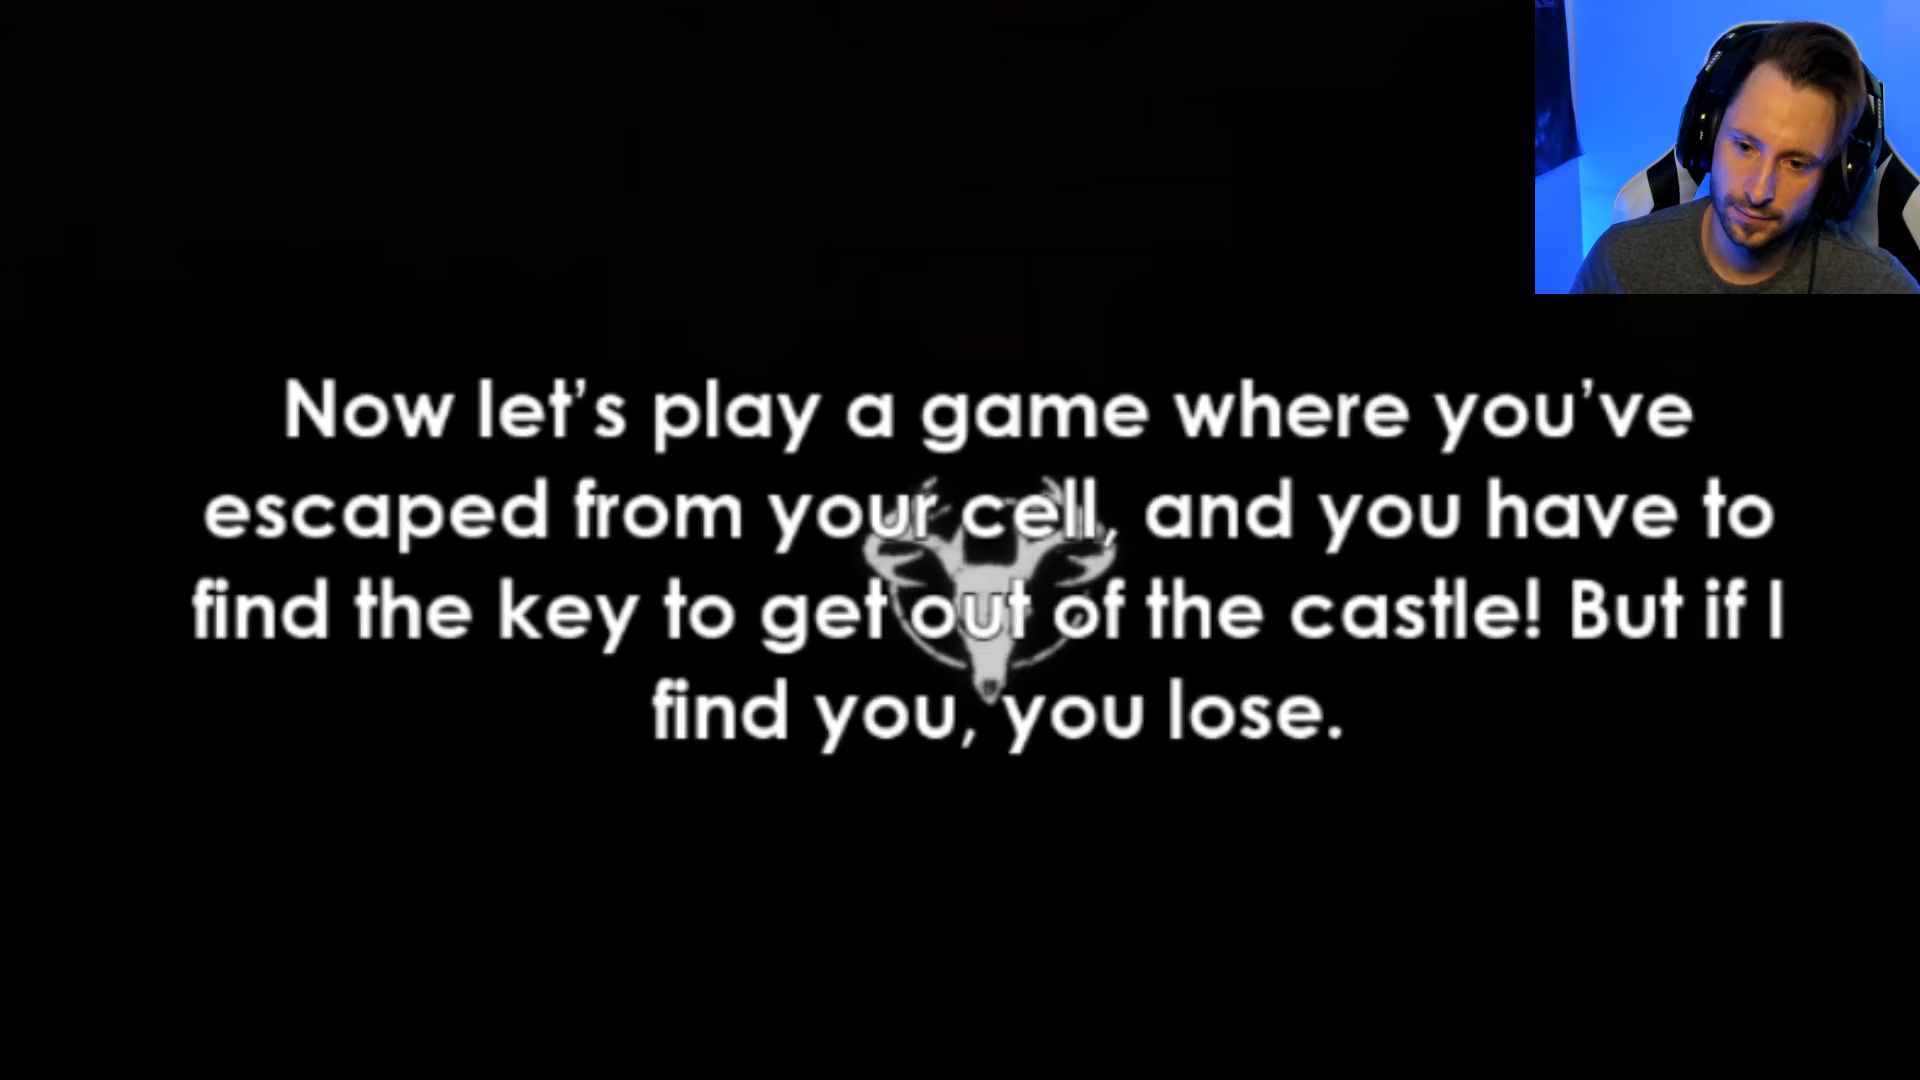 Now let's play a game where you've
escaped from your cell, and you have to
find the key to get out of the castle! But if I
find you, you lose.